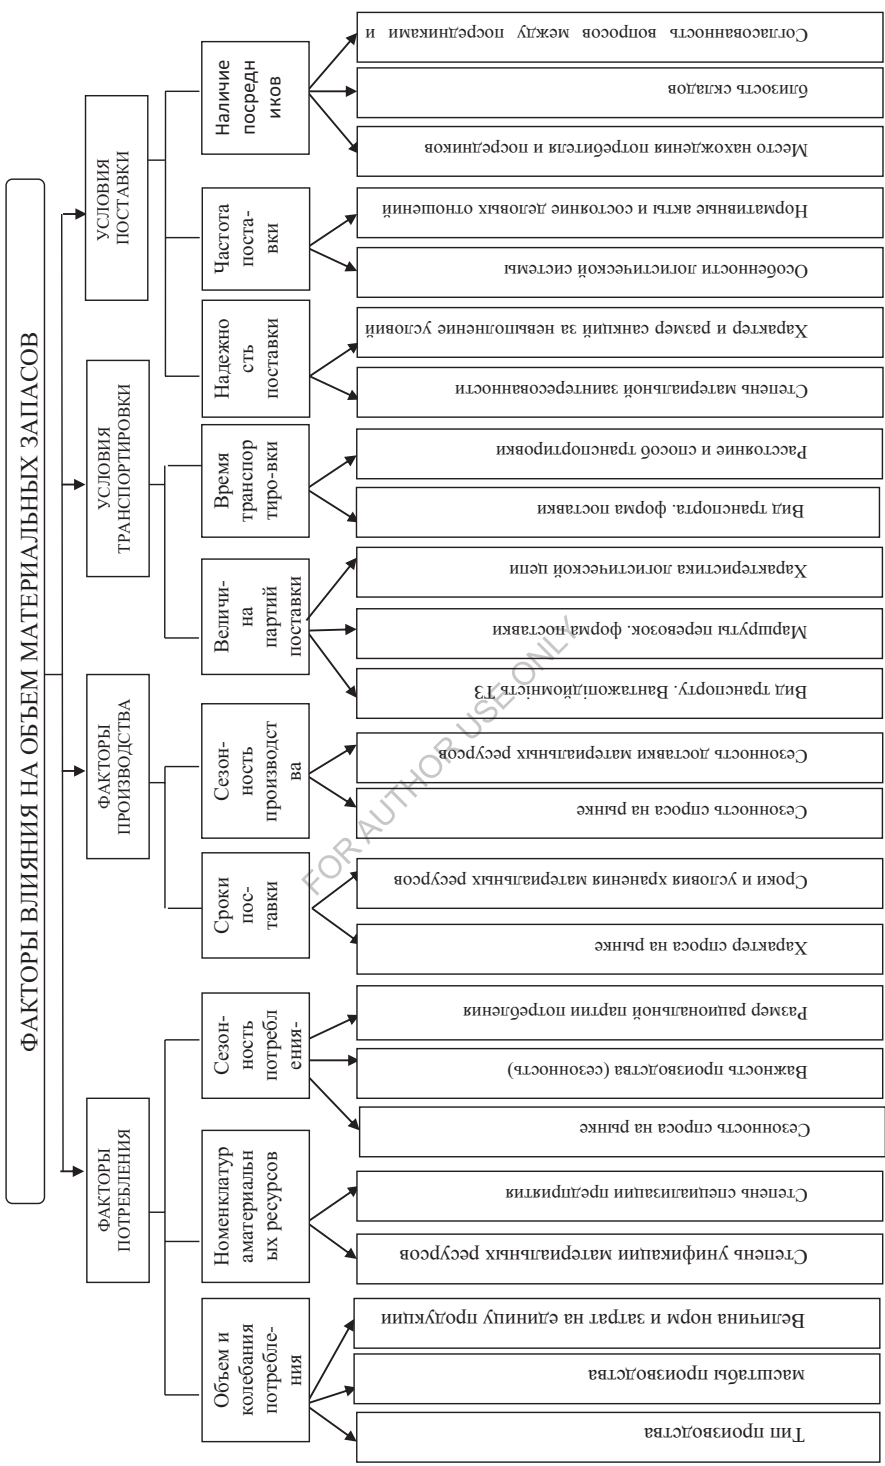 ФАКТОРЫ ВЛИЯНИЯ НА ОБЪЕМ МАТЕРИАЛЬНЫХ ЗАПАСОВ
ФАКТОРЫ
ПОТРЕБЛЕНИЯ
ФАКТОРЫ
ПРОИЗВОДСТВА
УСЛОВИЯ
ТРАНСПОРТИРОВКИ
УСЛОВИЯ
ПОСТАВКИ
Объем и
колебания
потребле-
ния
Номенклатур
аматериальн
ых ресурсов
Сезон-
ность
потребл
ения-
Сроки
пос-
тавки
Сезон-
ность
производст
ва
Величи-
на
партий
поставки
Время
транспор
тиро-вки
Надежно
сть
поставки
Частота
поста-
вки
Наличие
посредн
иков
Тип производства
масштабы производства
Величина норм и затрат на единицу продукции
Степень унификации материальных ресурсов
Степень специализации предприятия
Сезонность спроса на рынке
Важность производства (сезонность)
Размер рациональной партии потребления
Характер спроса на рынке
Сроки и условия хранения материальных ресурсов
Сезонность спроса на рынке
Сезонность доставки материальных ресурсов
Вид транспорту. Вантажопідйомність ТЗ
Маршруты перевозок. форма поставки
Характеристика логистической цепи
Вид транспорта. форма поставки
Расстояние и способ транспортировки
Степень материальной заинтересованности
Характер и размер санкций за невыполнение условий
Особенности логистической системы
Нормативные акты и состояние деловых отношений
Место нахождения потребителя и посредников
близость складов
Согласованность вопросов между посредниками и
FOR AUTHOR USE ONLY